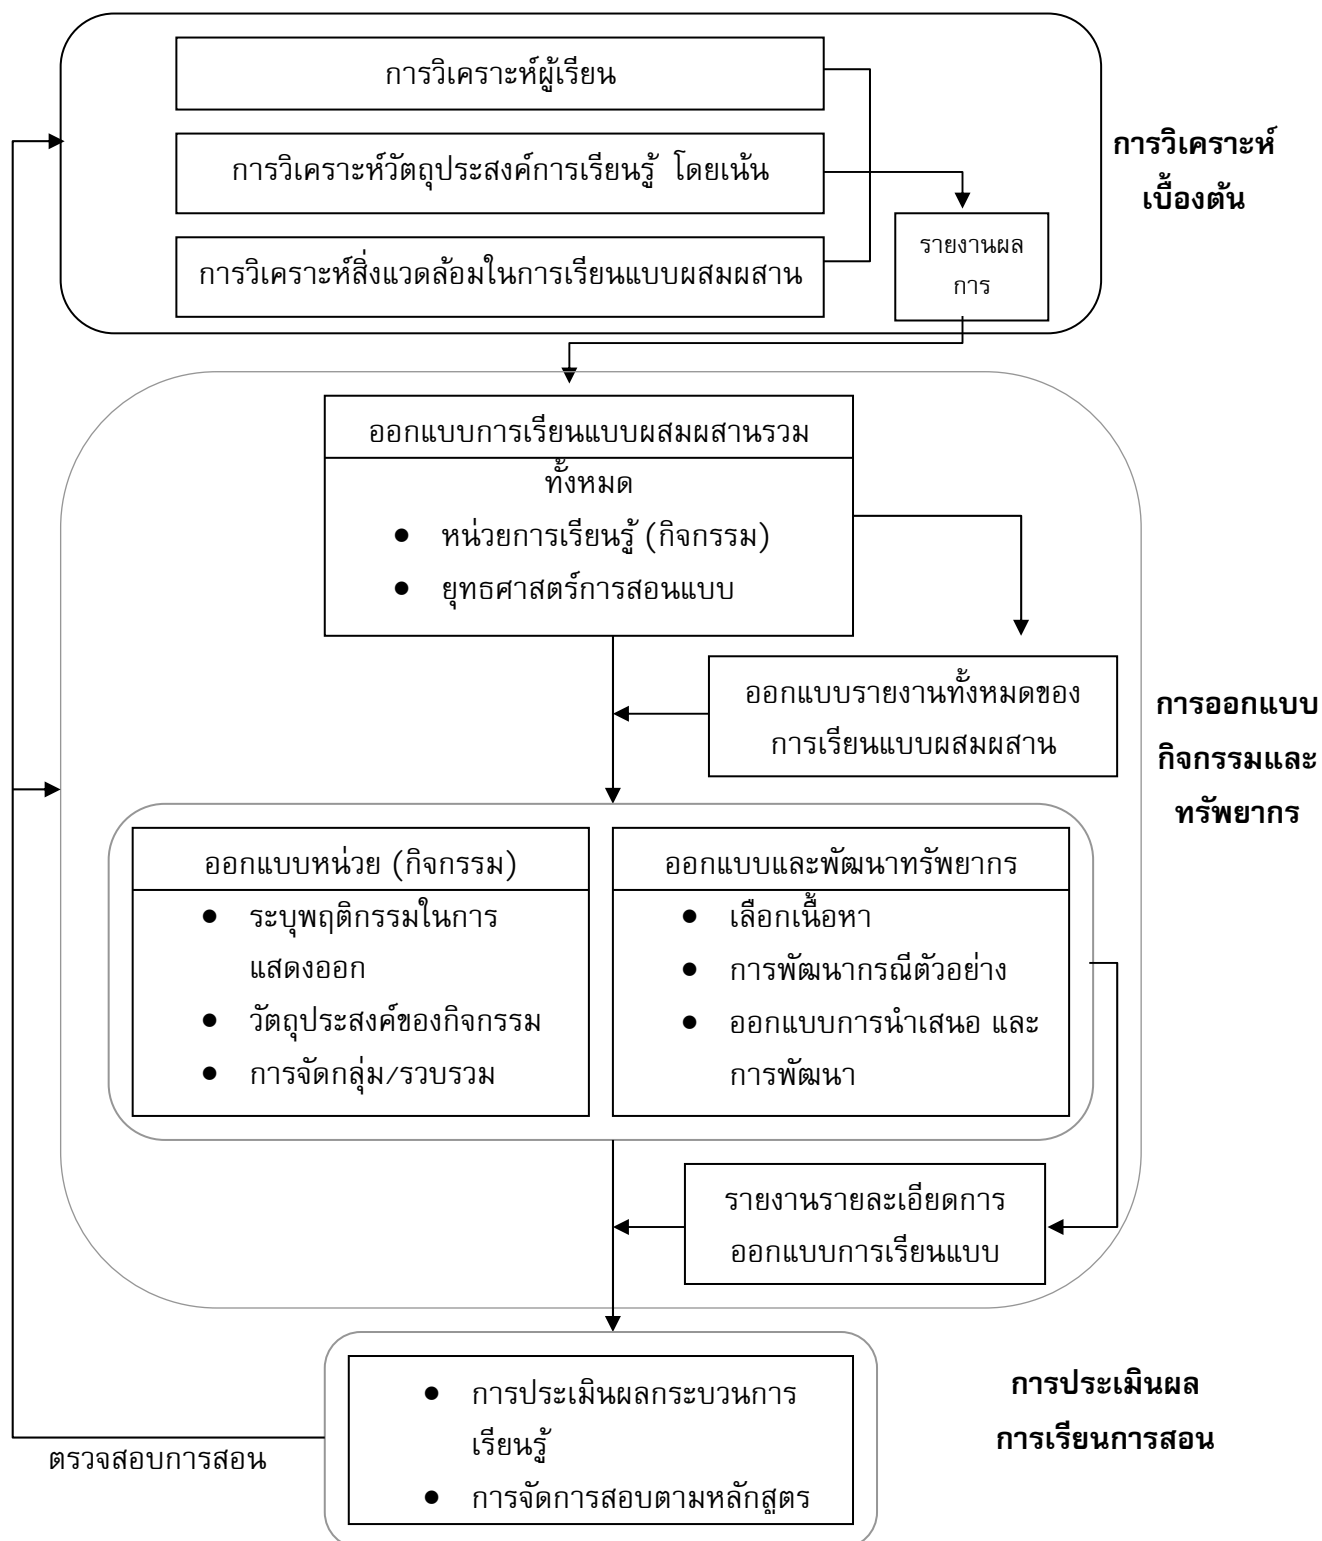 การวิเคราะห์ผู้เรียน
การวิเคราะห์วัตถุประสงค์การเรียนรู้ โดยเน้น
การวิเคราะห์สิ่งแวดล้อมในการเรียนแบบผสมผสาน
รายงานผล
การ
การวิเคราะห์
เบื้องต้น
ออกแบบการเรียนแบบผสมผสานรวม
ทั้งหมด
● หน่วยการเรียนรู้ (กิจกรรม)
● ยุทธศาสตร์การสอนแบบ
ออกแบบรายงานทั้งหมดของ
การเรียนแบบผสมผสาน
การออกแบบ
กิจกรรมและ
ทรัพยากร
ออกแบบหน่วย (กิจกรรม)
● ระบุพฤติกรรมในการ
แสดงออก
● วัตถุประสงค์ของกิจกรรม
● การจัดกลุ่ม/รวบรวม
ออกแบบและพัฒนาทรัพยากร
● เลือกเนื้อหา
● การพัฒนากรณีตัวอย่าง
● ออกแบบการนำเสนอ และ
การพัฒนา
รายงานรายละเอียดการ
ออกแบบการเรียนแบบ
● การประเมินผลกระบวนการ
เรียนรู้
● การจัดการสอบตามหลักสูตร
การประเมินผล
การเรียนการสอน
ตรวจสอบการสอน